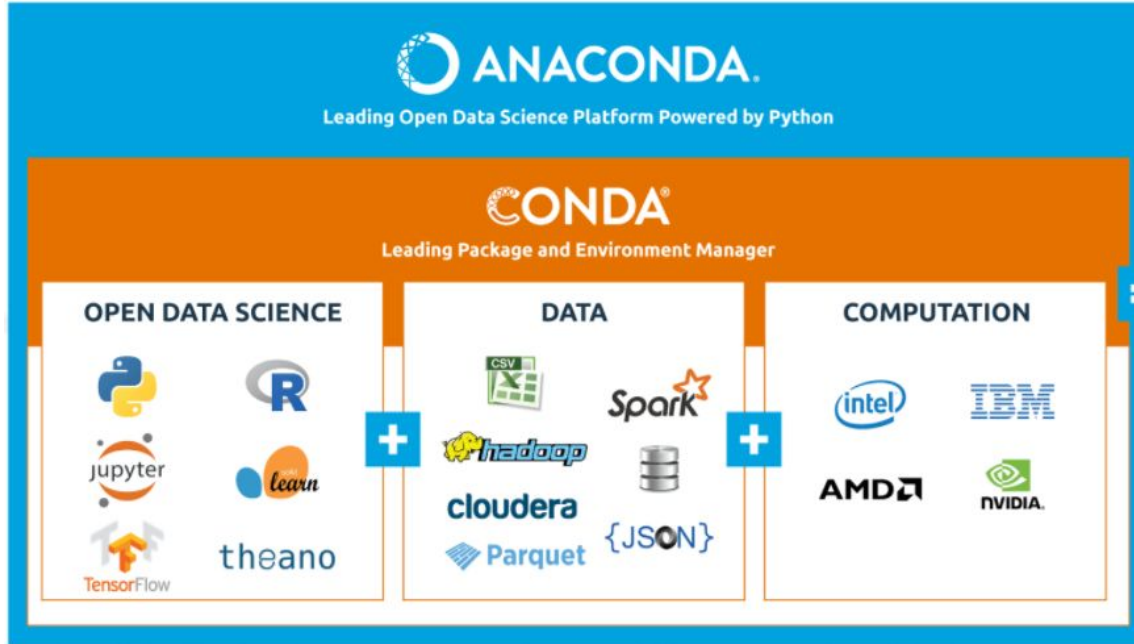 ANACONDA.
Leading Open Data Science Platform Powered by Python
CONDA®
Leading Package and Environment Manager
OPEN DATA SCIENCE
R
jupyter
scikit
learn
TensorFlow
theano
DATA
CSV
X
Spark
hadoop
cloudera
{JSON}
Parquet
COMPUTATION
intel
IBM
AMD
NVIDIA.